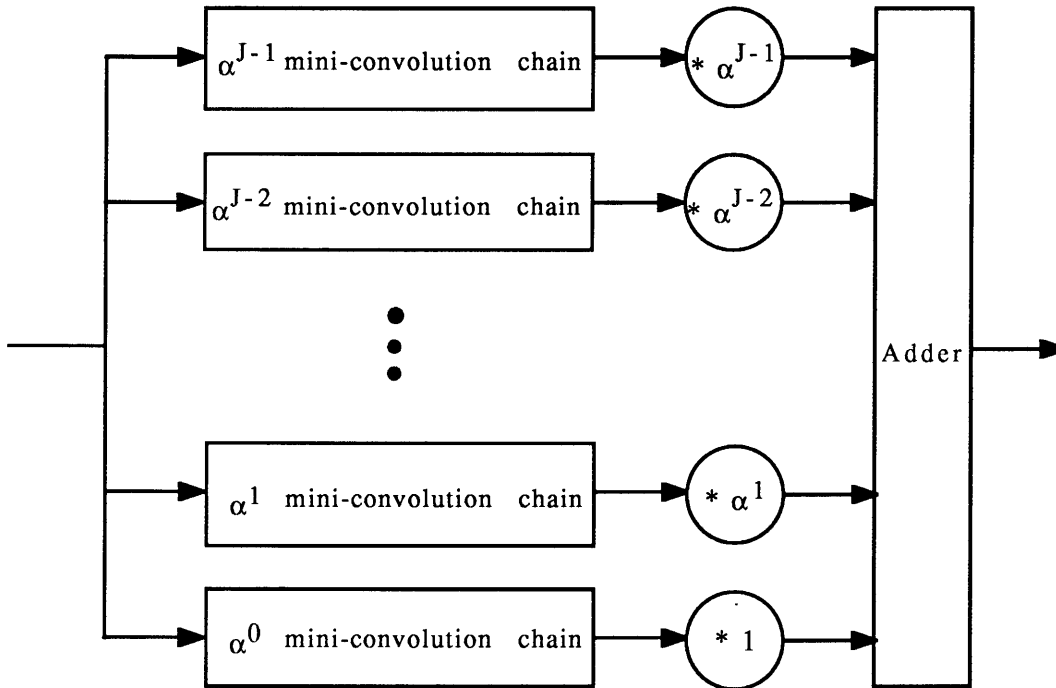 α^J-1 mini-convolution chain
* α^J-1
α^J-2 mini-convolution chain
* α^J-2
Adder
α^1 mini-convolution chain
* α^1
α^0 mini-convolution chain
* 1